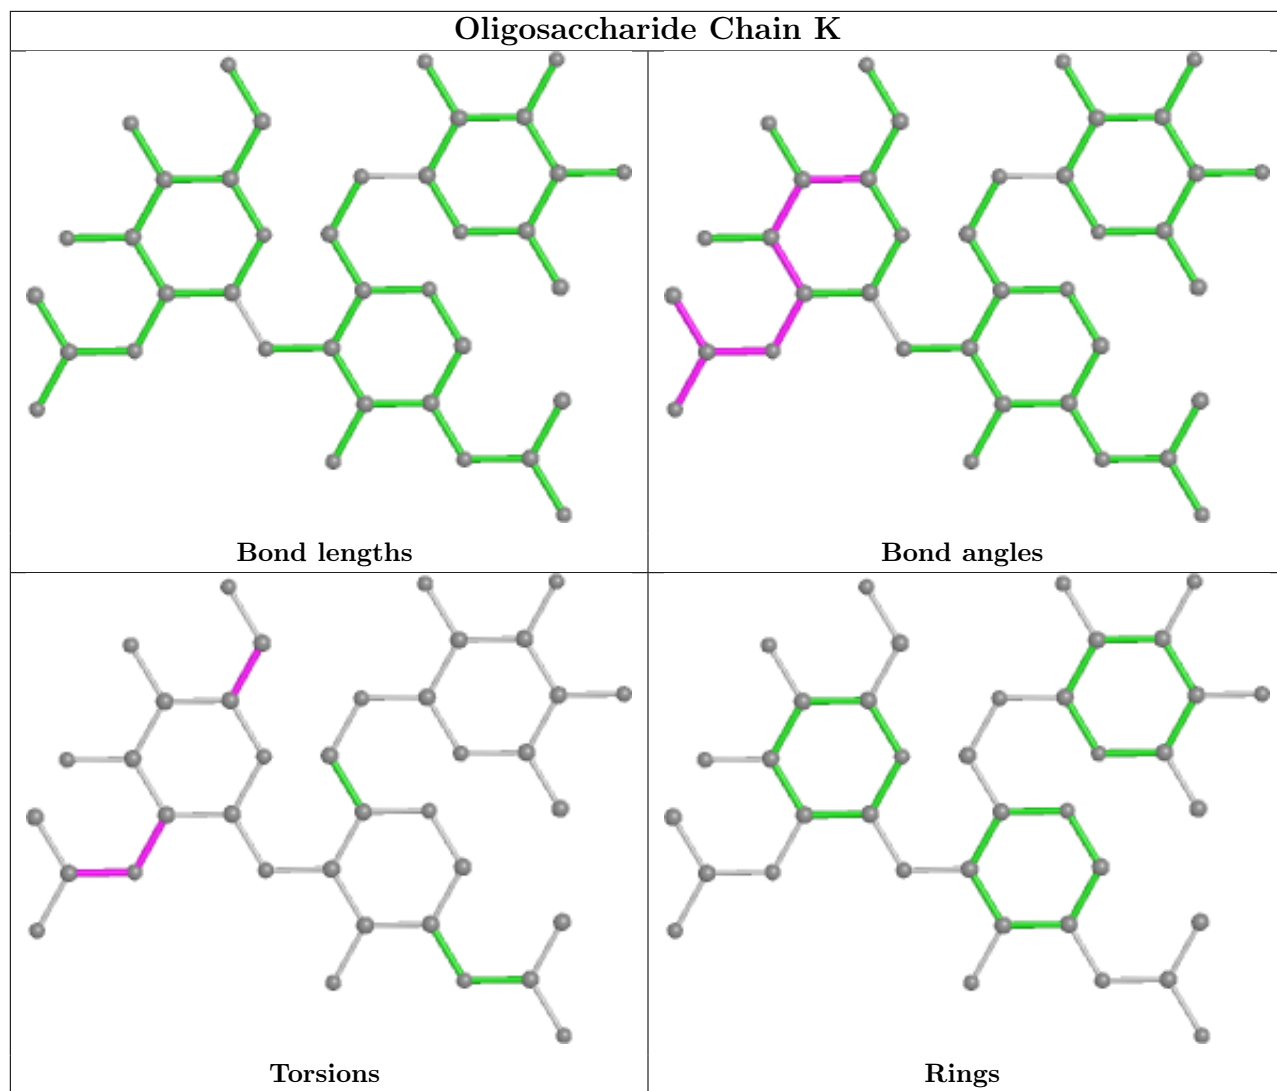 Oligosaccharide Chain K
Bond lengths
Bond angles
Torsions
Rings